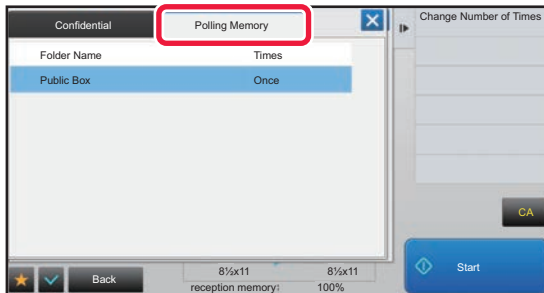 Confidential
Polling Memory
Change Number of Times
Folder Name
Times
Public Box
Once
CA
8½x11
8½x11
Start
Back
reception memory:
100%